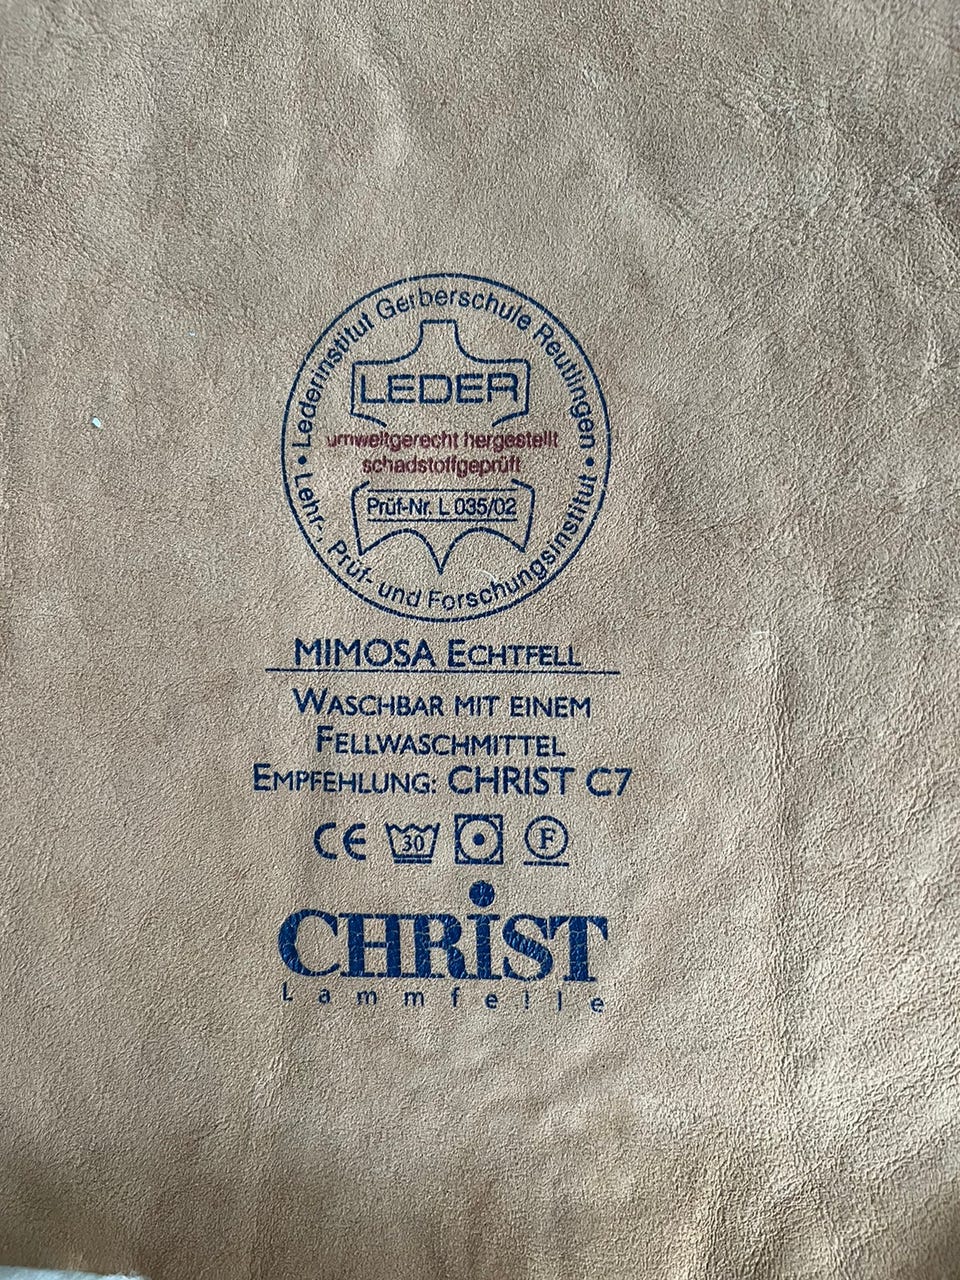 • Lederinstitut Gerberschule Reutlingen •
LEDER
umweltgerecht hergestellt
schadstoffgeprüft
Prüf-Nr. L 035/02
Lehr-, Prüf- und Forschungsinstitut
MIMOSA ECHTFELL
WASCHBAR MIT EINEM
FELLWASCHMITTEL
EMPFEHLUNG: CHRIST C7
CE 30 F
CHRiST
Lammfelle